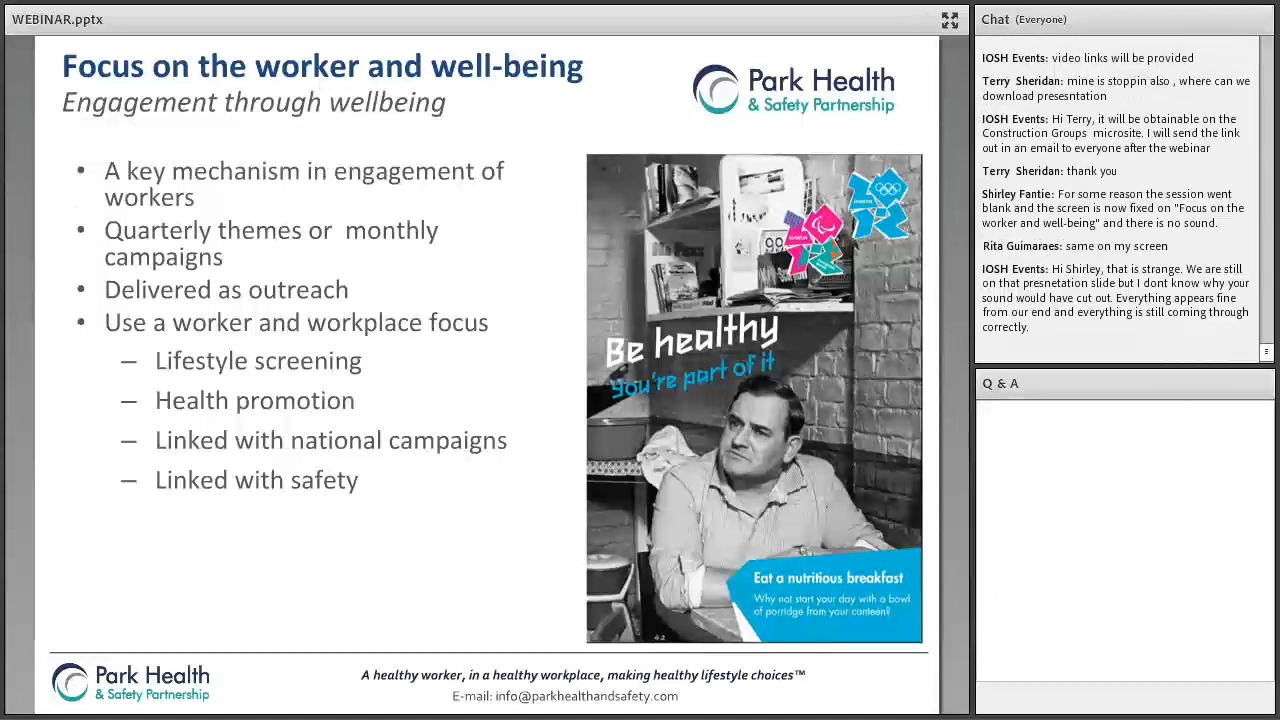 WEBINAR.pptx
Focus on the worker and well-being
Engagement through wellbeing
Park Health
& Safety Partnership
• A key mechanism in engagement of
workers
• Quarterly themes or monthly
campaigns
• Delivered as outreach
• Use a worker and workplace focus
– Lifestyle screening
– Health promotion
– Linked with national campaigns
– Linked with safety
Be healthy
You're part of it
Eat a nutritious breakfast
Why not start your day with a bowl
of porridge from your canteen?
Park Health
& Safety Partnership
A healthy worker, in a healthy workplace, making healthy lifestyle choices™
E-mail: info@parkhealthandsafety.com
Chat (Everyone)
IOSH Events: video links will be provided
Terry Sheridan: mine is stoppin also , where can we
download presesntation
IOSH Events: Hi Terry, it will be obtainable on the
Construction Groups microsite. I will send the link
out in an email to everyone after the webinar
Terry Sheridan: thank you
Shirley Fantie: For some reason the session went
blank and the screen is now fixed on "Focus on the
worker and well-being" and there is no sound.
Rita Guimaraes: same on my screen
IOSH Events: Hi Shirley, that is strange. We are still
on that presnetation slide but I dont know why your
sound would have cut out. Everything appears fine
from our end and everything is still coming through
correctly.
Q & A